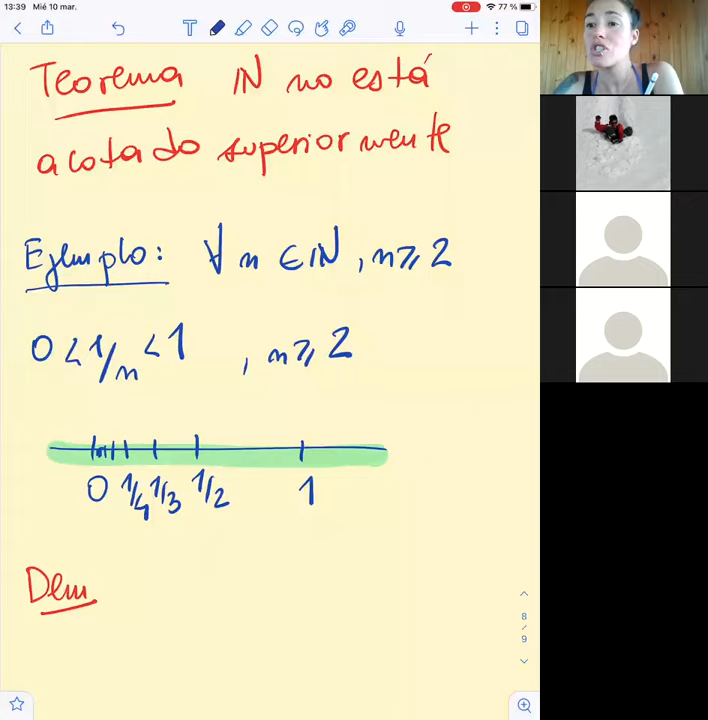 13:39 Mié 10 mar.
77 %
T
Teorema ℕ no está
acotado superiormente
Ejemplo: ∀ n ∈ ℕ, n ≥ 2
0 < 1/n < 1 , n ≥ 2
0 1/4 1/3 1/2 1
Dem
8
/
9